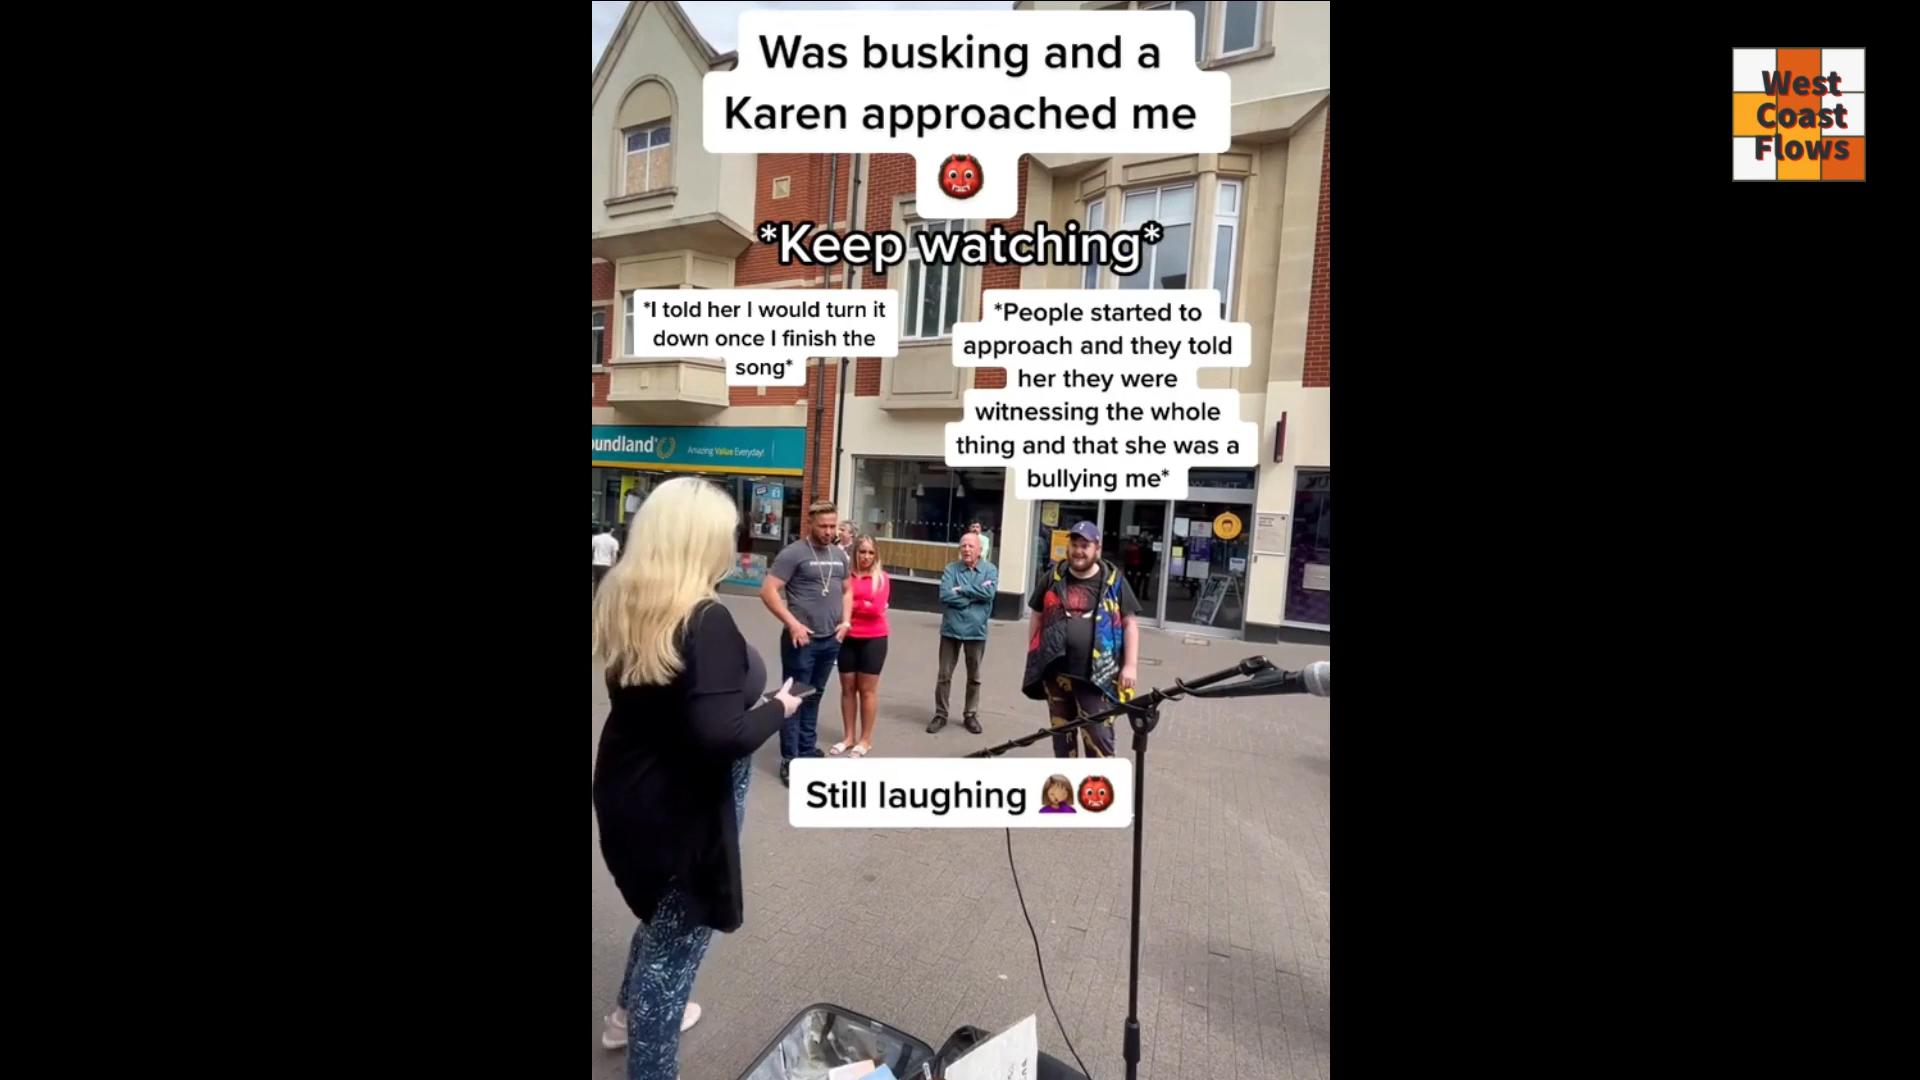 Was busking and a
Karen approached me
*Keep watching*
*I told her I would turn it
down once I finish the
song*
*People started to
approach and they told
her they were
witnessing the whole
thing and that she was a
bullying me*
Still laughing
West
Coast
Flows
oundland
Amazing Value Everyday!